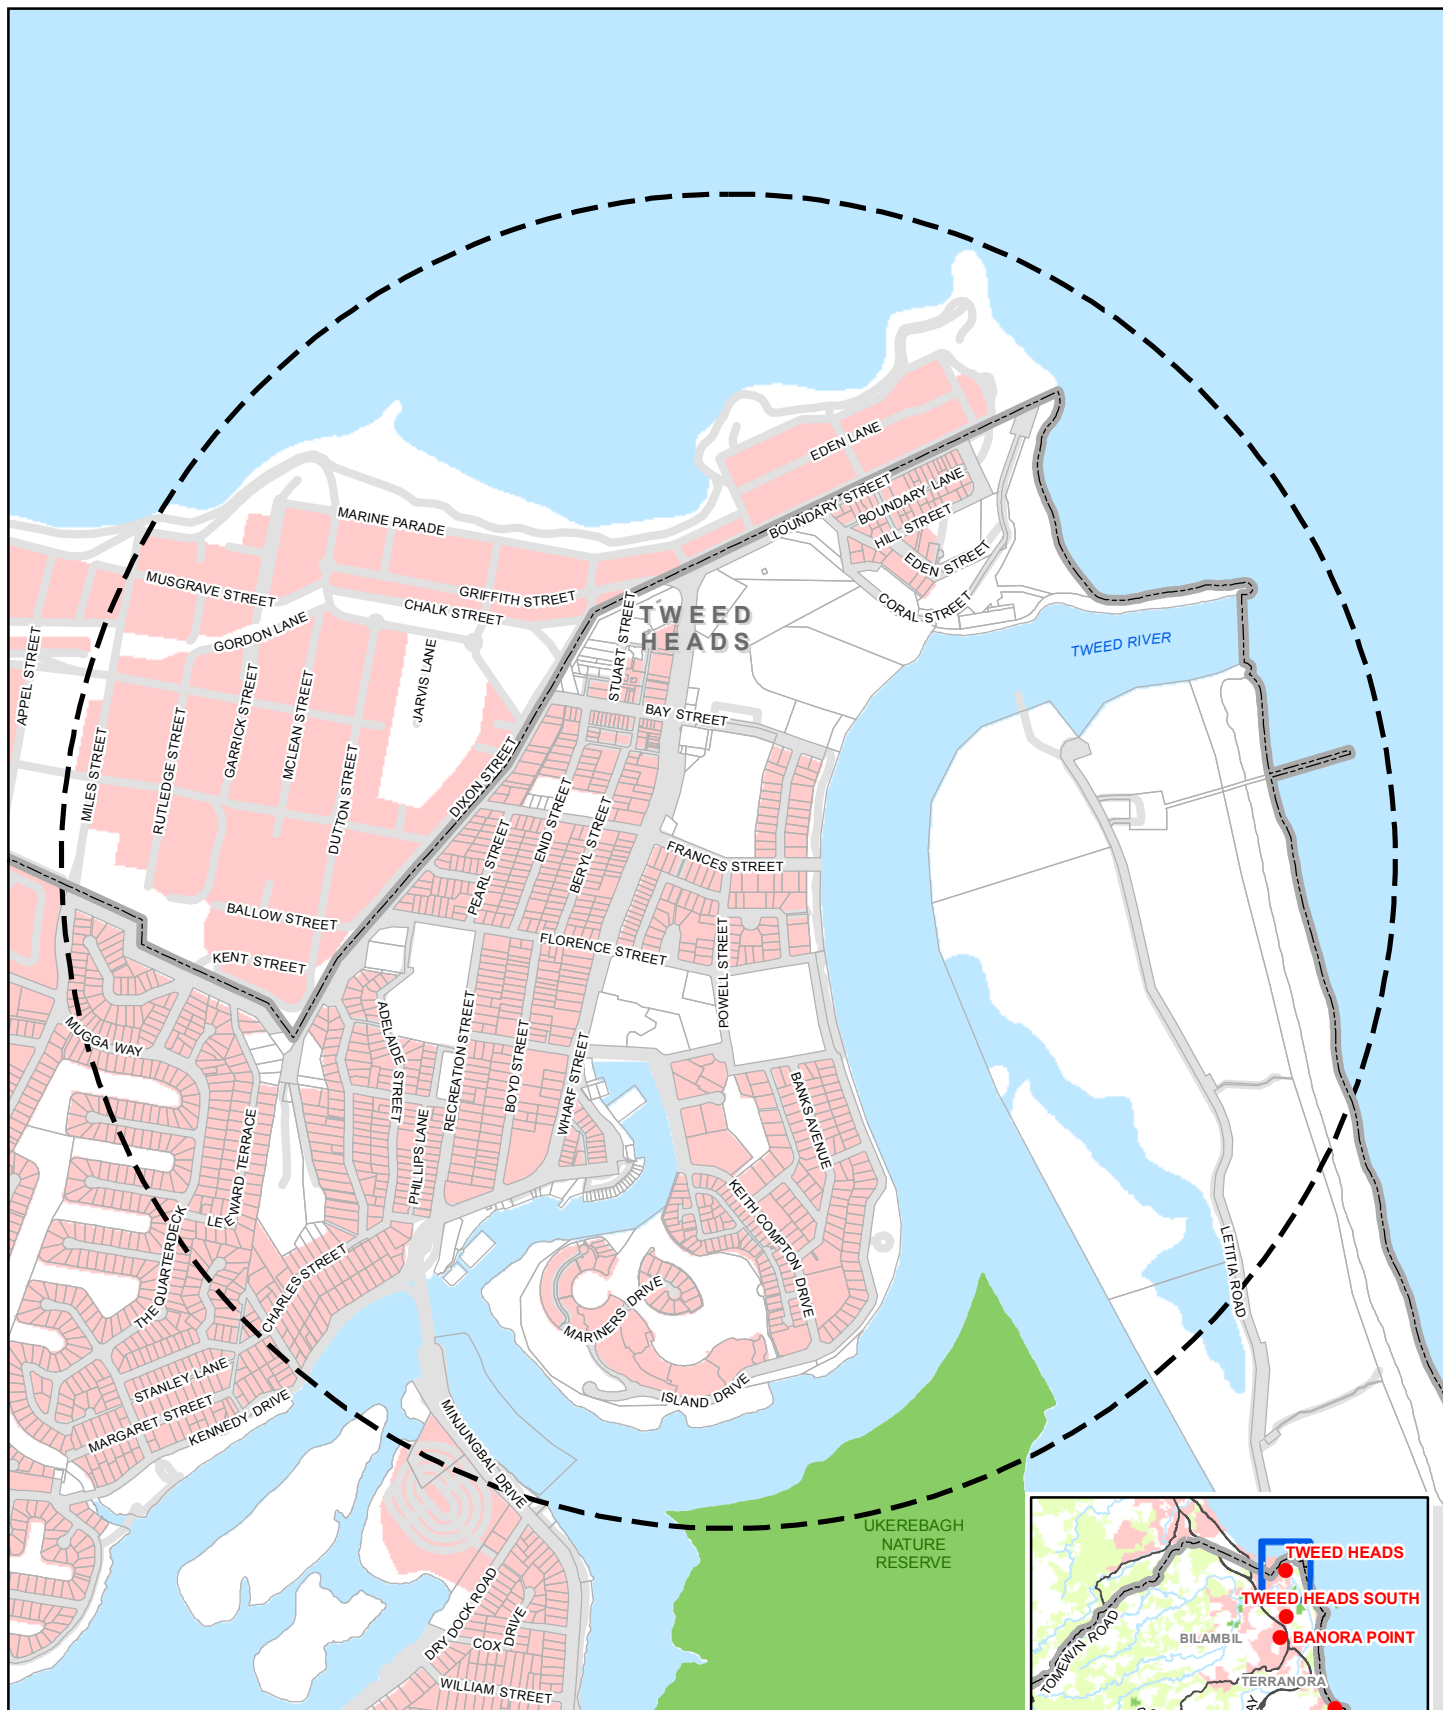 EDEN LANE
BOUNDARY STREET
BOUNDARY LANE
HILL STREET
EDEN STREET
CORAL STREET
MARINE PARADE
MUSGRAVE STREET
GRIFFITH STREET
CHALK STREET
GORDON LANE
TWEED
HEADS
TWEED RIVER
APPEL STREET
JARVIS LANE
STUART STREET
GARRICK STREET
MCLEAN STREET
RUTLEDGE STREET
MILES STREET
DUTTON STREET
DIXON STREET
BAY STREET
PEARL STREET
ENID STREET
BERYL STREET
FRANCES STREET
BALLOW STREET
KENT STREET
FLORENCE STREET
POWELL STREET
MUGGA WAY
ADELAIDE STREET
RECREATION STREET
BOYD STREET
WHARF STREET
PHILLIPS LANE
BANKS AVENUE
LEEWARD TERRACE
THE QUARTERDECK
CHARLES STREET
KEITH COMPTON DRIVE
LETITIA ROAD
MARINERS DRIVE
ISLAND DRIVE
STANLEY LANE
MARGARET STREET
KENNEDY DRIVE
MINJUNGBAL DRIVE
UKEREBAGH
NATURE
RESERVE
DRY DOCK ROAD
COX DRIVE
WILLIAM STREET
TWEED HEADS
TWEED HEADS SOUTH
BANORA POINT
BILAMBIL
TERRANORA
TOMEWIN ROAD